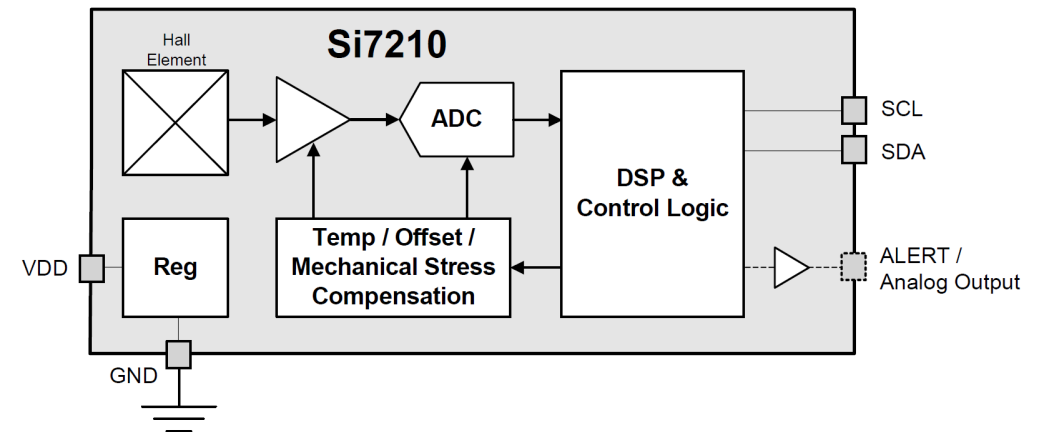 Si7210
Hall
Element
ADC
SCL
SDA
DSP &
Control Logic
Temp / Offset /
Mechanical Stress
Compensation
VDD
Reg
ALERT /
Analog Output
GND